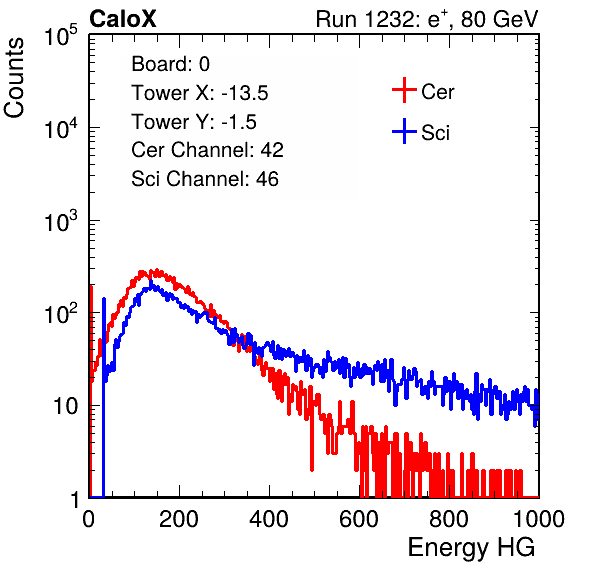 CaloX Run 1232: e⁺, 80 GeV
Counts
10⁵
10⁴
10³
10²
10
1
Board: 0
Tower X: -13.5
Tower Y: -1.5
Cer Channel: 42
Sci Channel: 46
Cer
Sci
0 200 400 600 800 1000
Energy HG